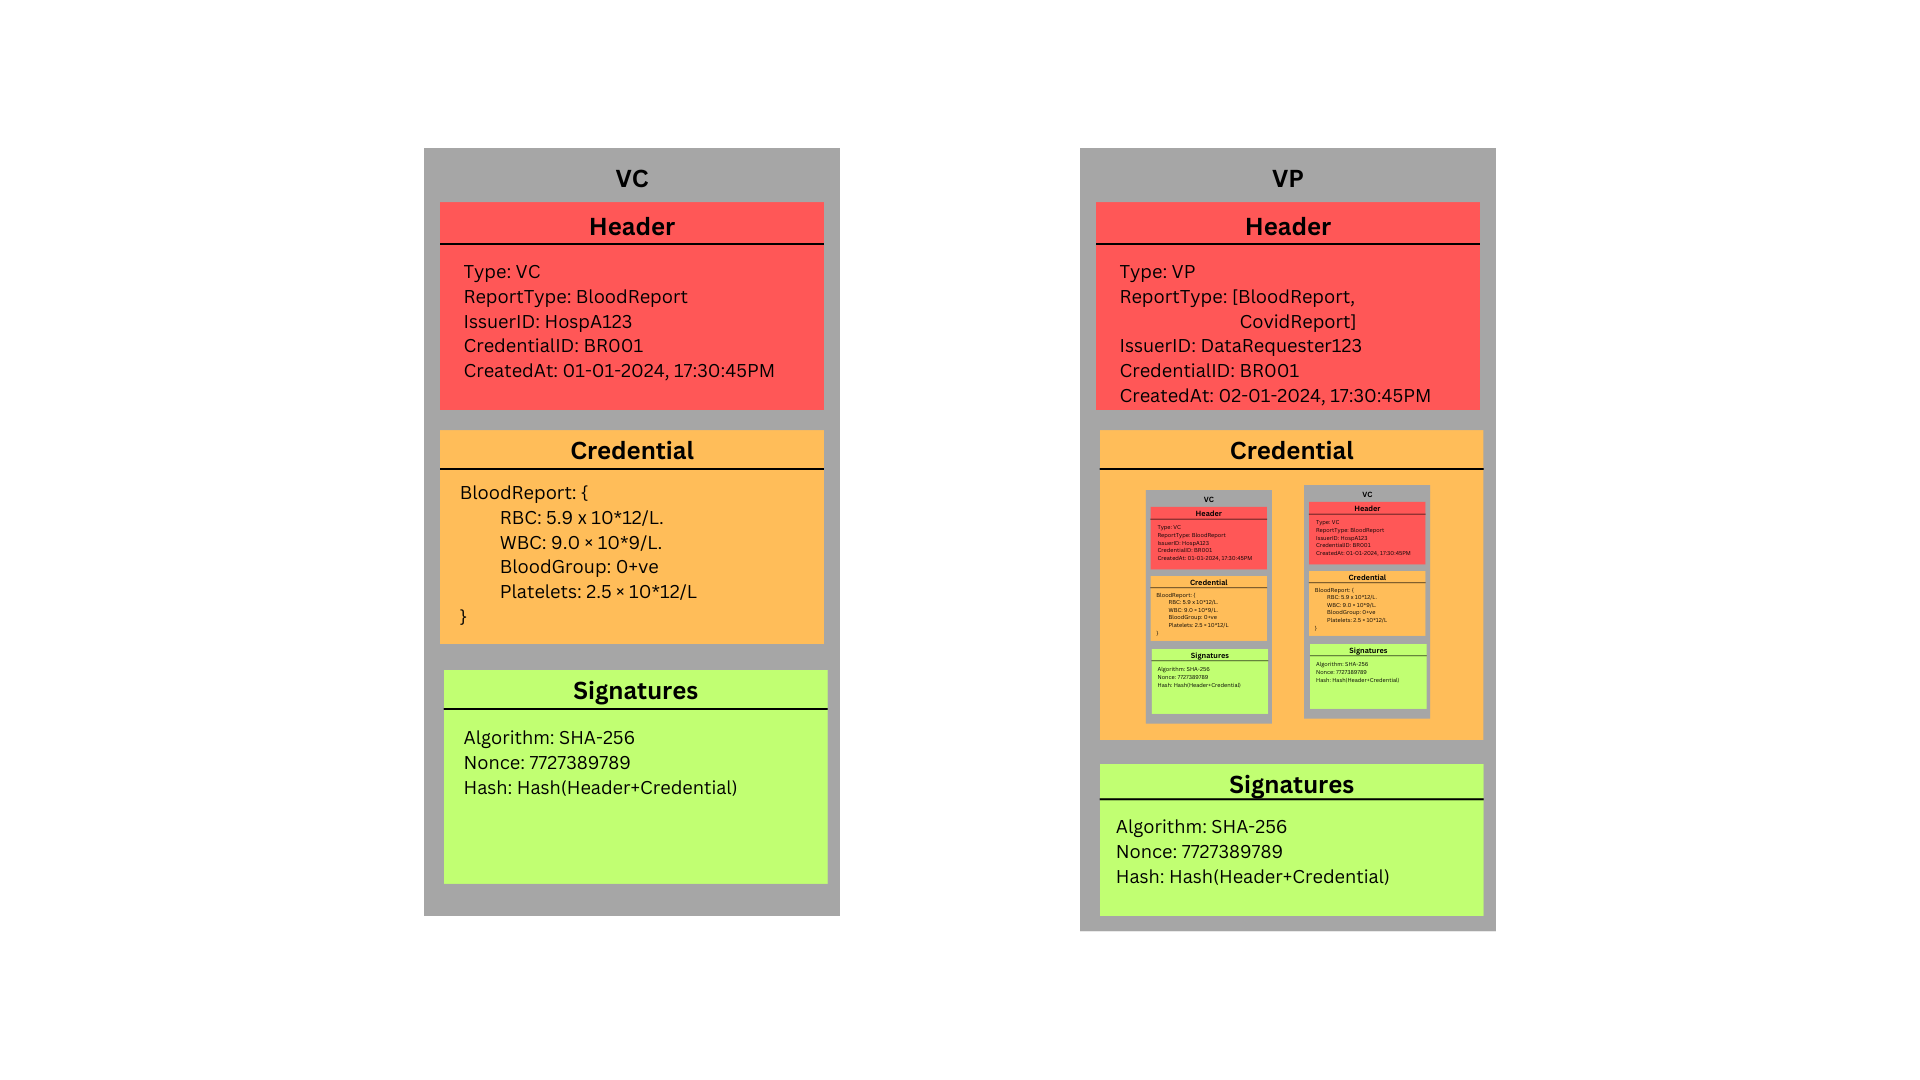 VC
Header
Type: VC
ReportType: BloodReport
IssuerID: HospA123
CredentialID: BR001
CreatedAt: 01-01-2024, 17:30:45PM
Credential
BloodReport: {
RBC: 5.9 x 10*12/L.
WBC: 9.0 × 10*9/L.
BloodGroup: 0+ve
Platelets: 2.5 × 10*12/L
}
Signatures
Algorithm: SHA-256
Nonce: 7727389789
Hash: Hash(Header+Credential)
VP
Header
Type: VP
ReportType: [BloodReport,
CovidReport]
IssuerID: DataRequester123
CredentialID: BR001
CreatedAt: 02-01-2024, 17:30:45PM
Credential
VC
Header
Type: VC
ReportType: BloodReport
IssuerID: HospA123
CredentialID: BR001
CreatedAt: 01-01-2024, 17:30:45PM
Credential
BloodReport: {
RBC: 5.9 x 10*12/L.
WBC: 9.0 × 10*9/L.
BloodGroup: 0+ve
Platelets: 2.5 × 10*12/L
}
Signatures
Algorithm: SHA-256
Nonce: 7727389789
Hash: Hash(Header+Credential)
VC
Header
Type: VC
ReportType: BloodReport
IssuerID: HospA123
CredentialID: BR001
CreatedAt: 01-01-2024, 17:30:45PM
Credential
BloodReport: {
RBC: 5.9 x 10*12/L.
WBC: 9.0 × 10*9/L.
BloodGroup: 0+ve
Platelets: 2.5 × 10*12/L
}
Signatures
Algorithm: SHA-256
Nonce: 7727389789
Hash: Hash(Header+Credential)
Signatures
Algorithm: SHA-256
Nonce: 7727389789
Hash: Hash(Header+Credential)